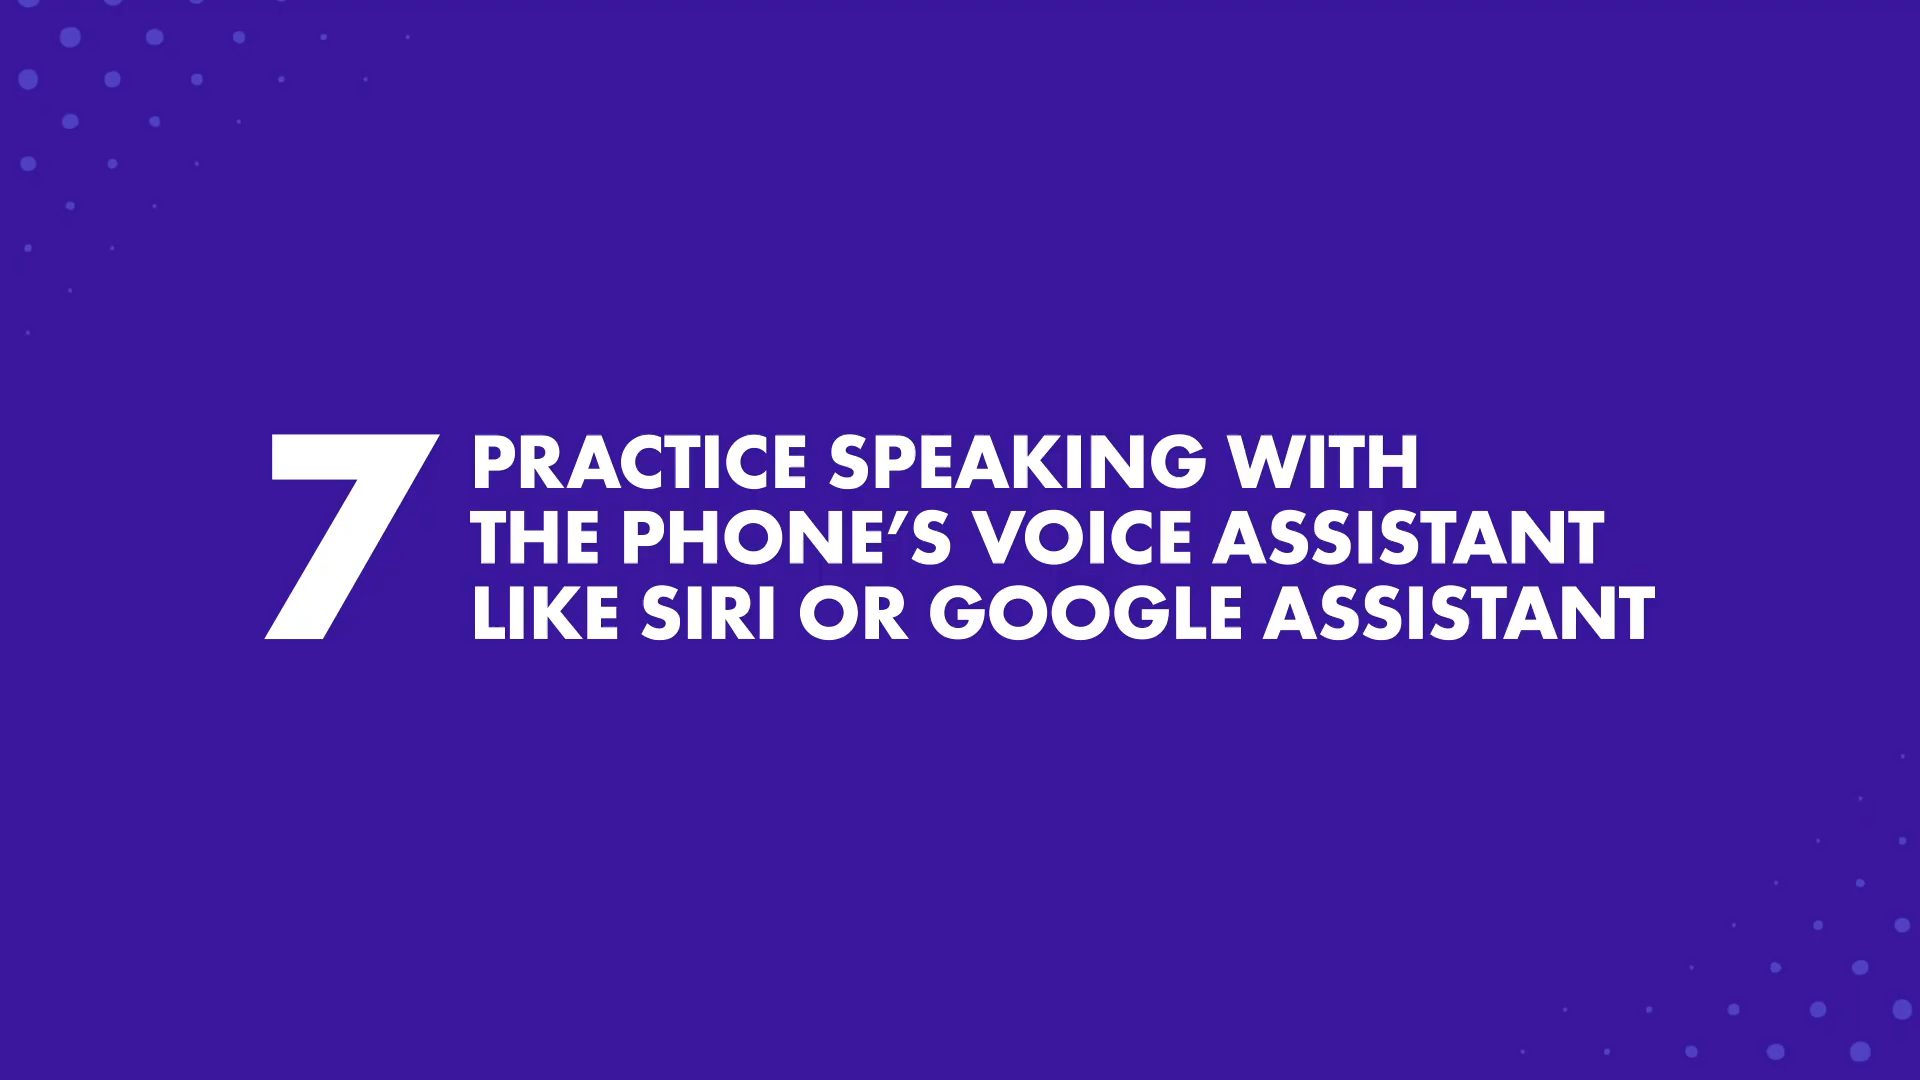 7
PRACTICE SPEAKING WITH
THE PHONE’S VOICE ASSISTANT
LIKE SIRI OR GOOGLE ASSISTANT